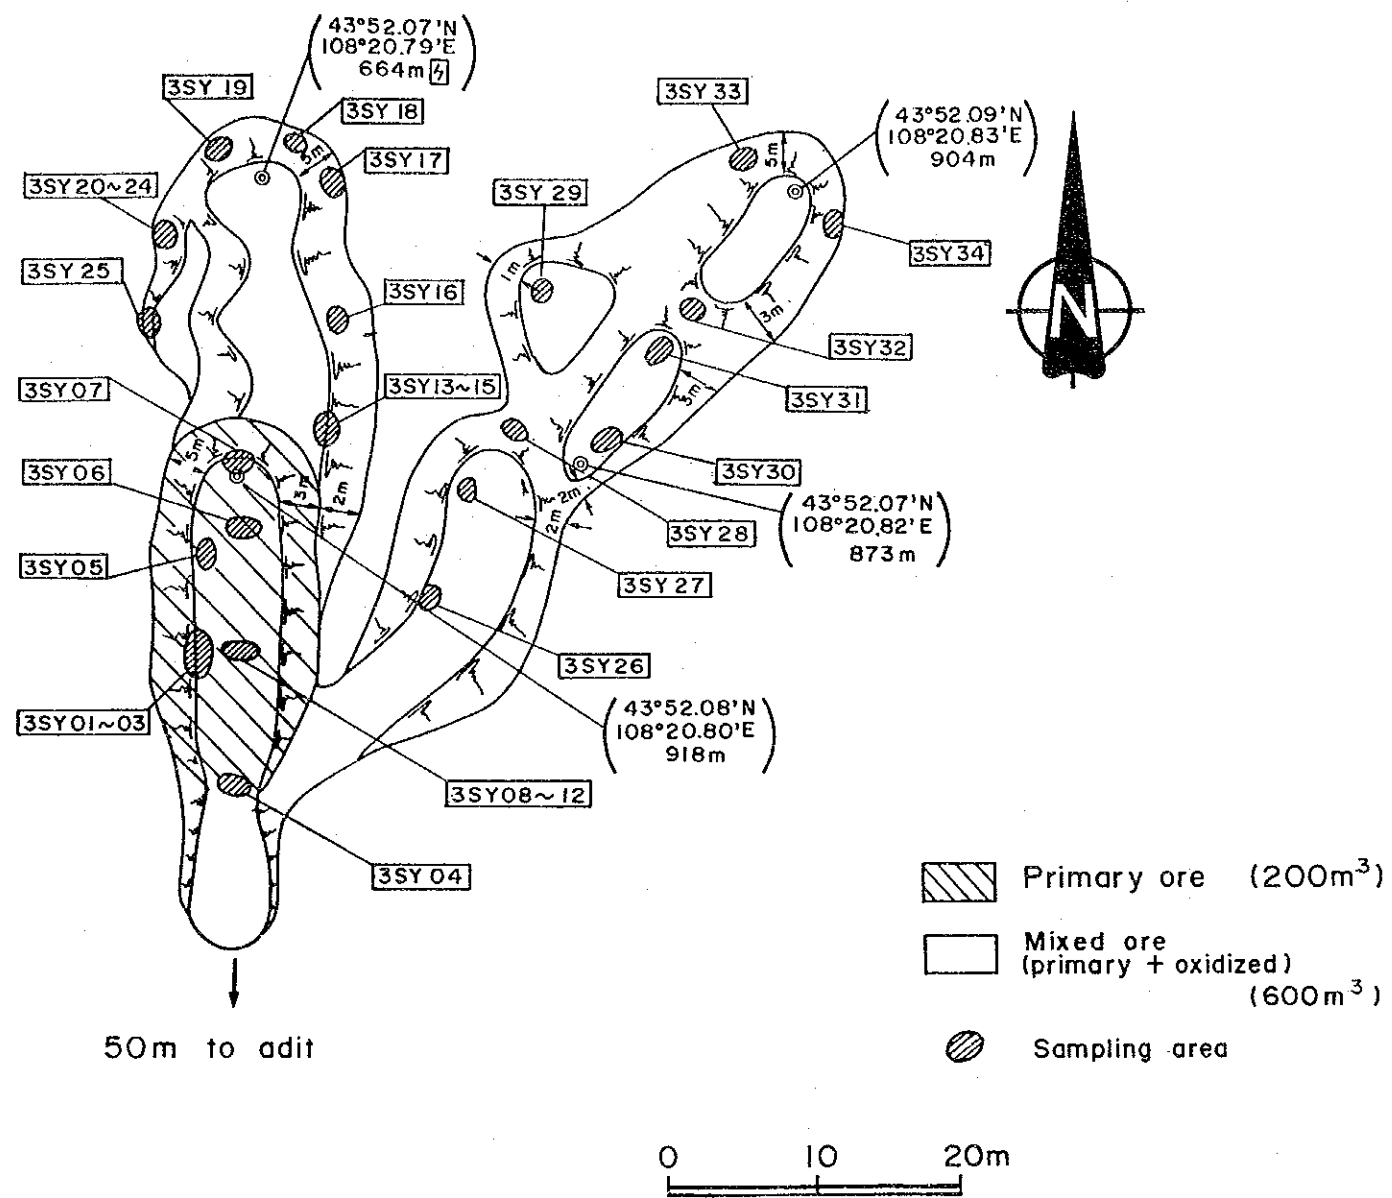 43°52.07'N
108°20.79'E
664m
3SY 19
3SY 18
3SY 17
3SY 33
43°52.09'N
108°20.83'E
904m
5m
3SY 20~24
3SY 29
3SY 34
3SY 25
1m
3SY 16
3m
3SY 32
3SY 07
3SY 13~15
3SY 31
5m
3SY 06
3m
2m
3SY 30
43°52.07'N
108°20.82'E
873m
2m
2m
3SY 28
3SY 05
3SY 27
3SY 26
3SY 01~03
43°52.08'N
108°20.80'E
918m
3SY 08~12
3SY 04
N
50m to adit
Primary ore (200m³)
Mixed ore
(primary + oxidized)
(600m³)
Sampling area
0 10 20m